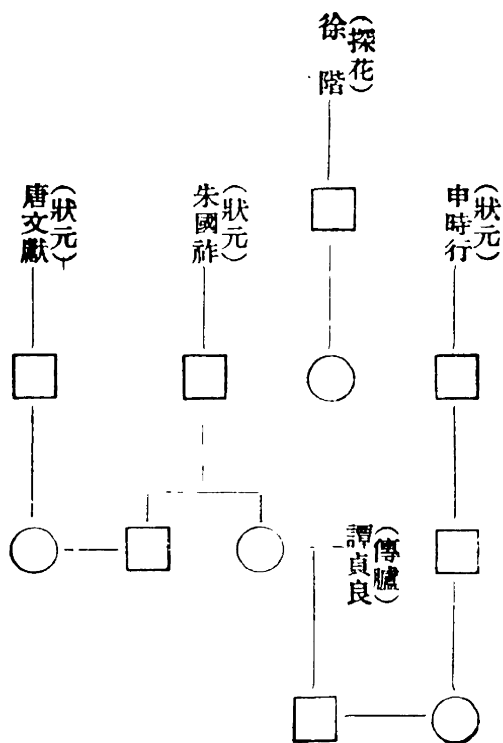 (狀元)
申時行
(傳臚)
譚貞良
(探花)
徐階
(狀元)
朱國祚
(狀元)
唐文獻